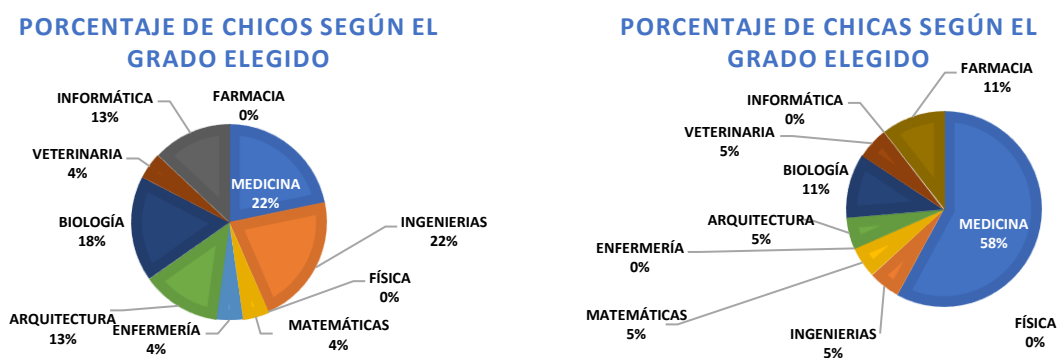 PORCENTAJE DE CHICOS SEGÚN EL
GRADO ELEGIDO
FARMACIA
0%
INFORMÁTICA
13%
VETERINARIA
4%
MEDICINA
22%
BIOLOGÍA
18%
INGENIERIAS
22%
FÍSICA
0%
ARQUITECTURA
13%
ENFERMERÍA
4%
MATEMÁTICAS
4%
PORCENTAJE DE CHICAS SEGÚN EL
GRADO ELEGIDO
FARMACIA
11%
INFORMÁTICA
0%
VETERINARIA
5%
BIOLOGÍA
11%
ARQUITECTURA
5%
MEDICINA
58%
ENFERMERÍA
0%
MATEMÁTICAS
5%
INGENIERIAS
5%
FÍSICA
0%